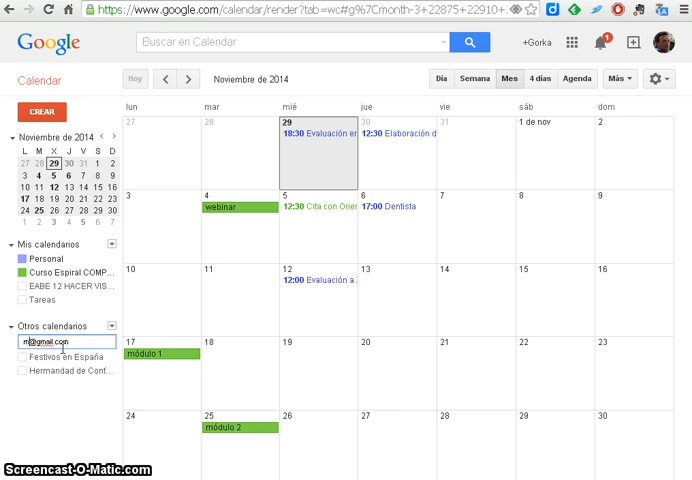 https://www.google.com/calendar/render?tab=wc#g%7Cmonth-3+22875+22910+.
Google
Buscar en Calendar
+Gorka
1
Calendar
Hoy
Noviembre de 2014
Día Semana Mes 4 días Agenda Más
CREAR
Noviembre de 2014
L M X J V S D
27 28 29 30 31 1 2
3 4 5 6 7 8 9
10 11 12 13 14 15 16
17 18 19 20 21 22 23
24 25 26 27 28 29 30
1 2 3 4 5 6 7
Mis calendarios
Personal
Curso Espiral COMP...
EABE 12 HACER VIS...
Tareas
Otros calendarios
@gmail.com
Festivos en España
Hermandad de Conf...
lun mar mié jue vie sáb dom
27 28 29 30 31 1 de nov 2
18:30 Evaluación en
12:30 Elaboración d
3 4 5 6 7 8 9
webinar
12:30 Cita con Orien
17:00 Dentista
10 11 12 13 14 15 16
12:00 Evaluación a
17 18 19 20 21 22 23
módulo 1
24 25 26 27 28 29 30
módulo 2
Screencast-O-Matic.com